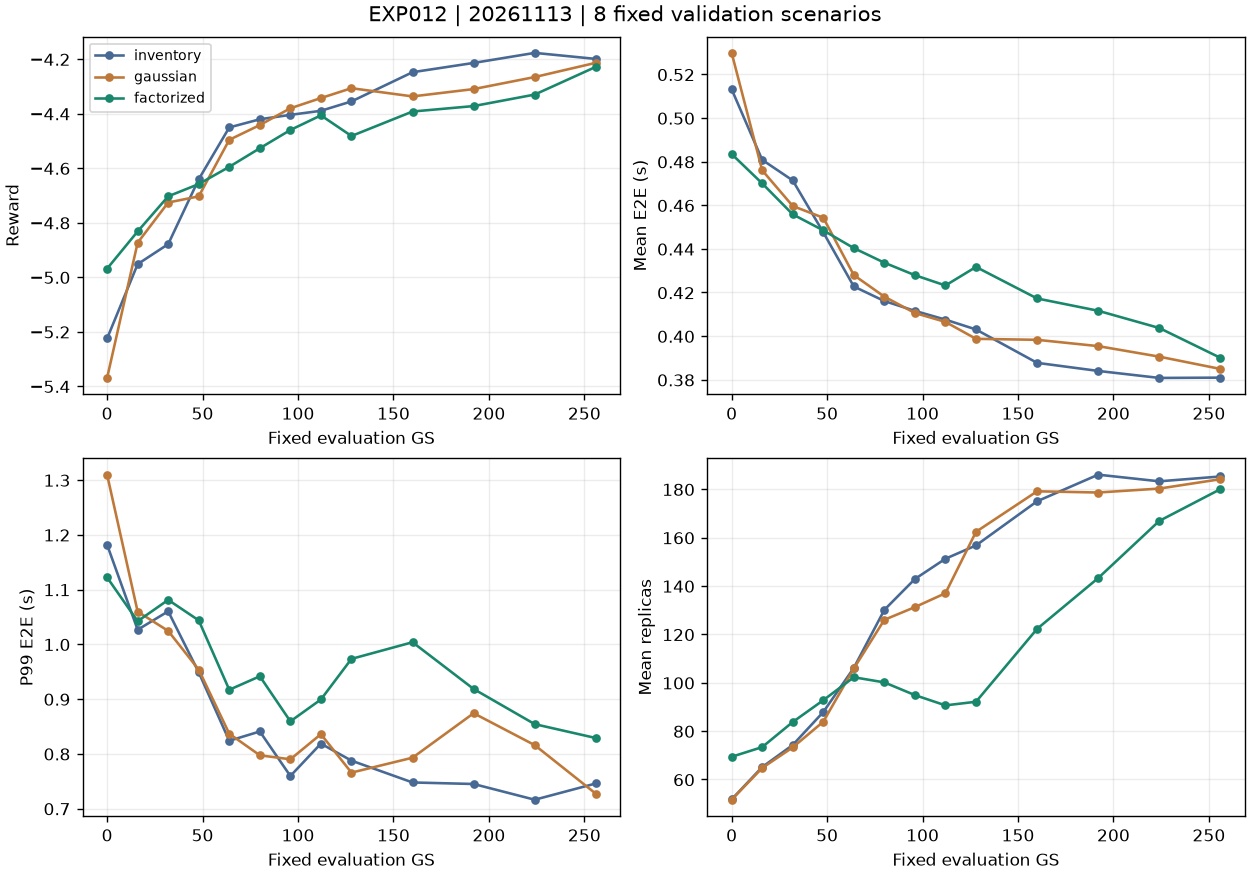 EXP012 | 20261113 | 8 fixed validation scenarios
inventory
gaussian
factorized
Reward
−4.2
−4.4
−4.6
−4.8
−5.0
−5.2
−5.4
0 50 100 150 200 250
Fixed evaluation GS
Mean E2E (s)
0.52
0.50
0.48
0.46
0.44
0.42
0.40
0.38
0 50 100 150 200 250
Fixed evaluation GS
P99 E2E (s)
1.3
1.2
1.1
1.0
0.9
0.8
0.7
0 50 100 150 200 250
Fixed evaluation GS
Mean replicas
180
160
140
120
100
80
60
0 50 100 150 200 250
Fixed evaluation GS